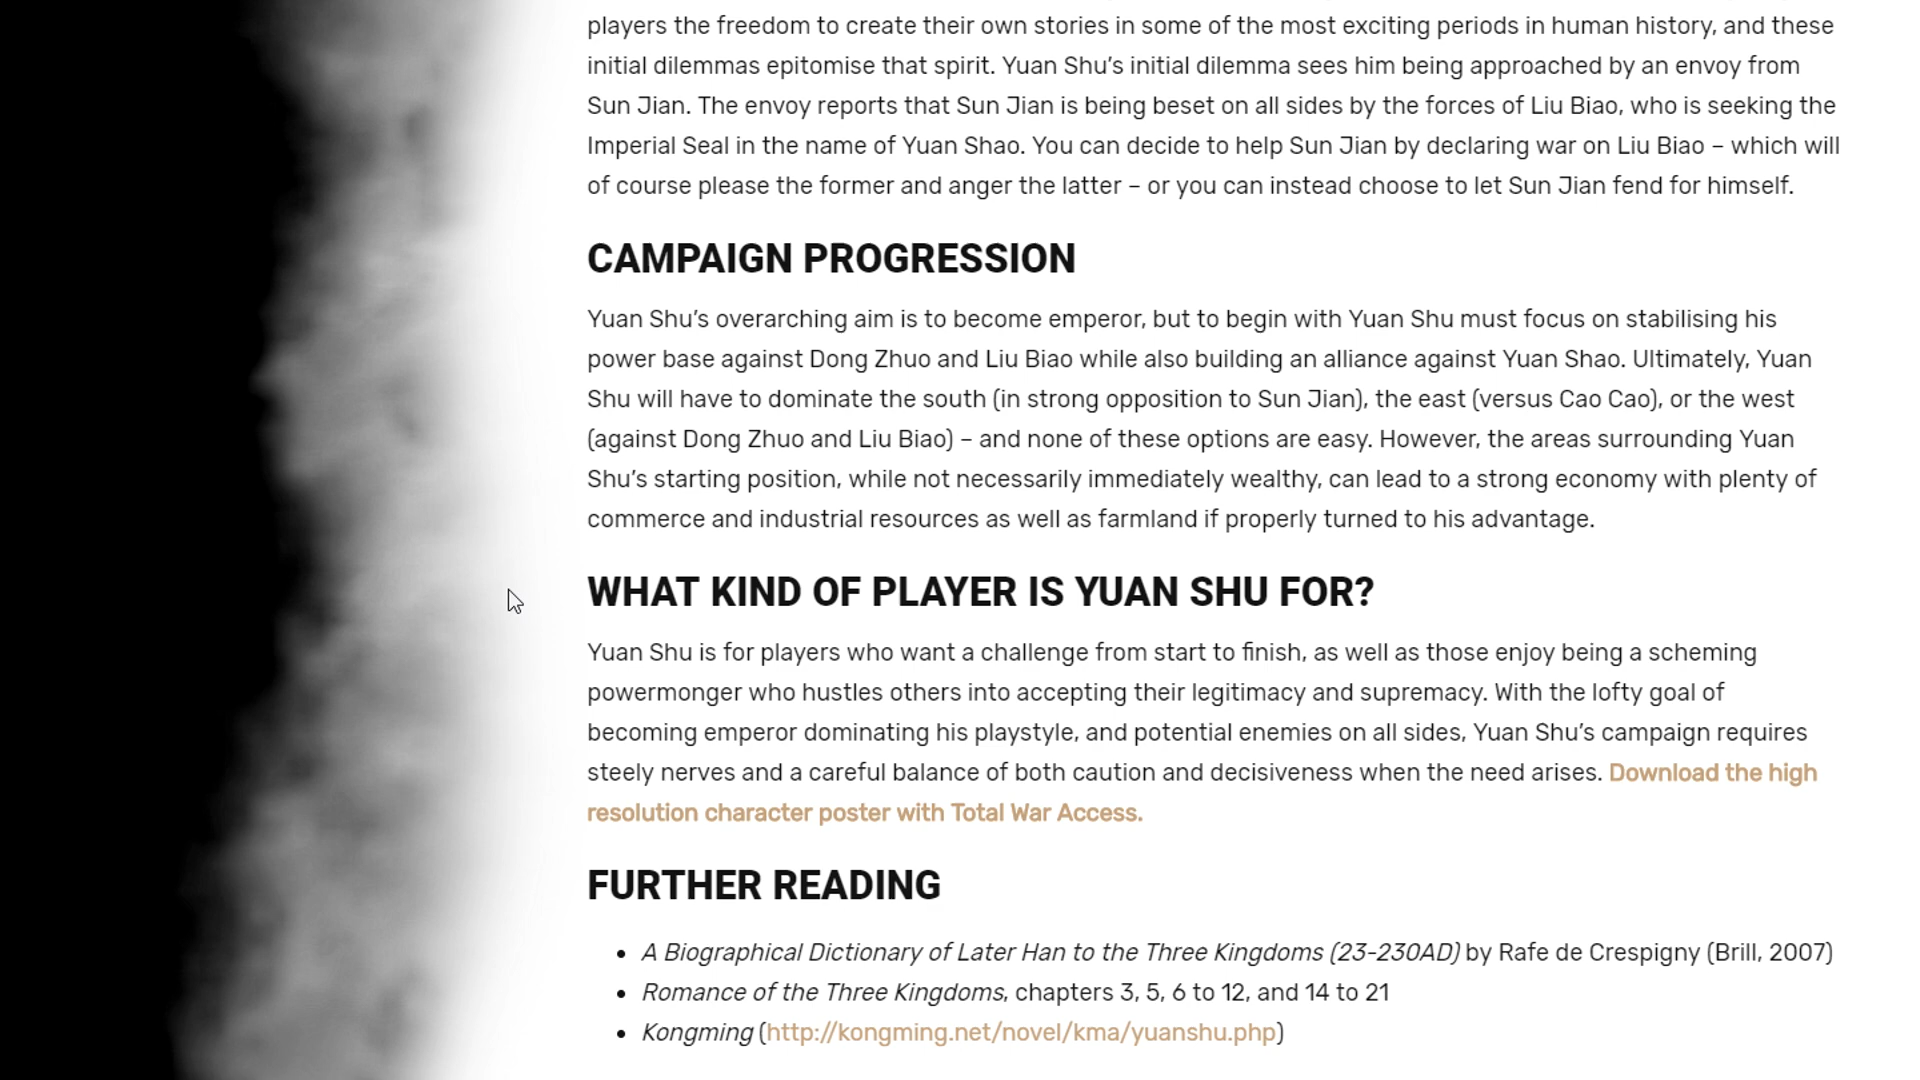 players the freedom to create their own stories in some of the most exciting periods in human history, and these
initial dilemmas epitomise that spirit. Yuan Shu’s initial dilemma sees him being approached by an envoy from
Sun Jian. The envoy reports that Sun Jian is being beset on all sides by the forces of Liu Biao, who is seeking the
Imperial Seal in the name of Yuan Shao. You can decide to help Sun Jian by declaring war on Liu Biao – which will
of course please the former and anger the latter – or you can instead choose to let Sun Jian fend for himself.
CAMPAIGN PROGRESSION
Yuan Shu’s overarching aim is to become emperor, but to begin with Yuan Shu must focus on stabilising his
power base against Dong Zhuo and Liu Biao while also building an alliance against Yuan Shao. Ultimately, Yuan
Shu will have to dominate the south (in strong opposition to Sun Jian), the east (versus Cao Cao), or the west
(against Dong Zhuo and Liu Biao) – and none of these options are easy. However, the areas surrounding Yuan
Shu’s starting position, while not necessarily immediately wealthy, can lead to a strong economy with plenty of
commerce and industrial resources as well as farmland if properly turned to his advantage.
WHAT KIND OF PLAYER IS YUAN SHU FOR?
Yuan Shu is for players who want a challenge from start to finish, as well as those enjoy being a scheming
powermonger who hustles others into accepting their legitimacy and supremacy. With the lofty goal of
becoming emperor dominating his playstyle, and potential enemies on all sides, Yuan Shu’s campaign requires
steely nerves and a careful balance of both caution and decisiveness when the need arises. Download the high
resolution character poster with Total War Access.
FURTHER READING
• A Biographical Dictionary of Later Han to the Three Kingdoms (23-230AD) by Rafe de Crespigny (Brill, 2007)
• Romance of the Three Kingdoms, chapters 3, 5, 6 to 12, and 14 to 21
• Kongming (http://kongming.net/novel/kma/yuanshu.php)